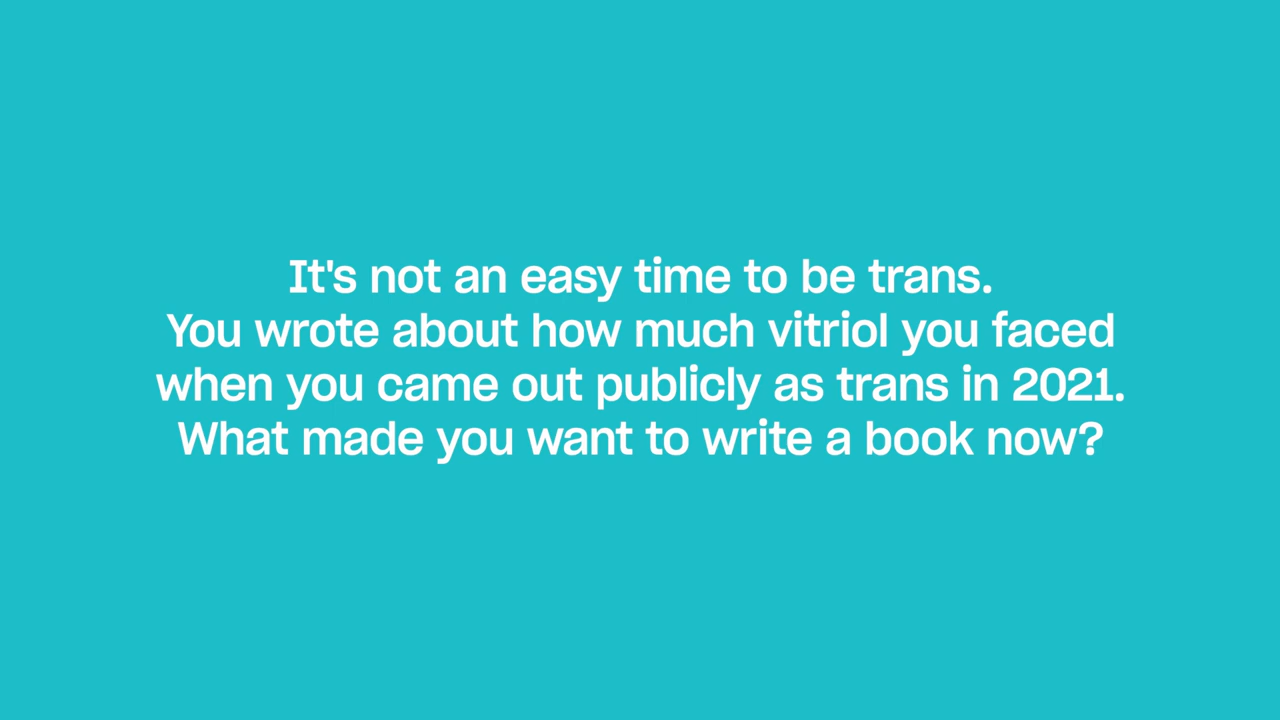 It's not an easy time to be trans.
You wrote about how much vitriol you faced
when you came out publicly as trans in 2021.
What made you want to write a book now?